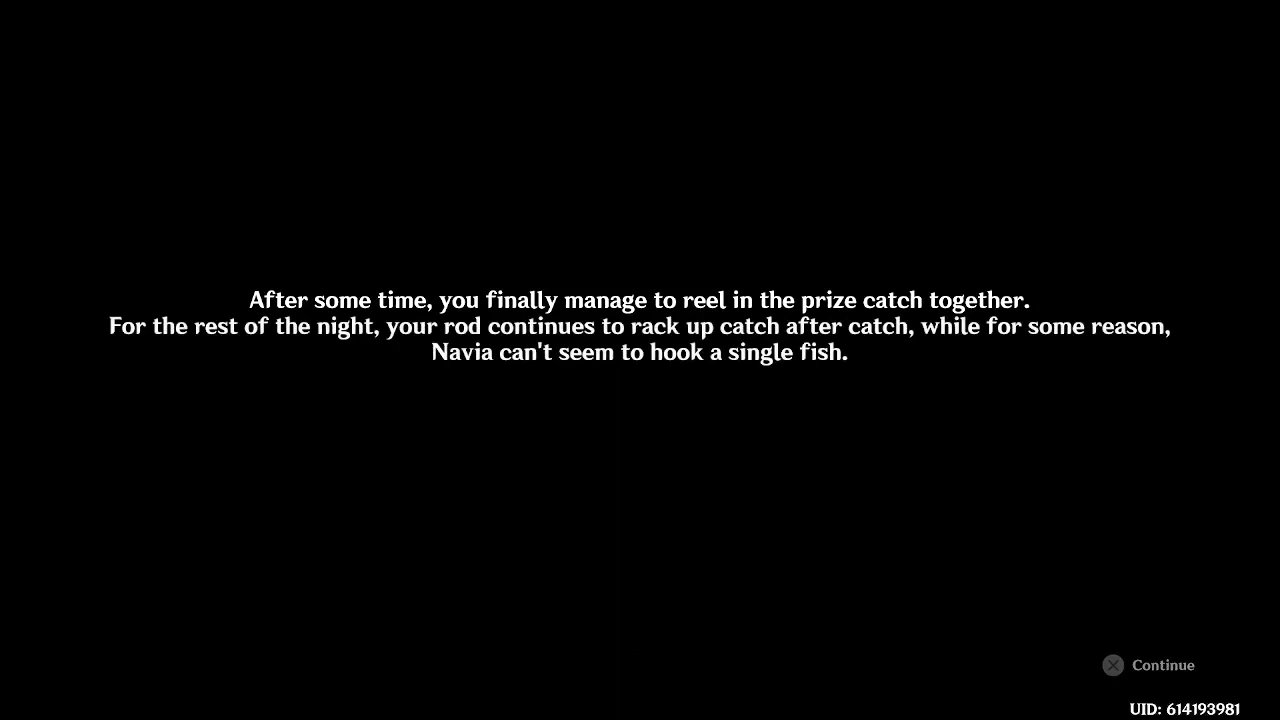 After some time, you finally manage to reel in the prize catch together.
For the rest of the night, your rod continues to rack up catch after catch, while for some reason,
Navia can't seem to hook a single fish.
Continue
UID: 614193981